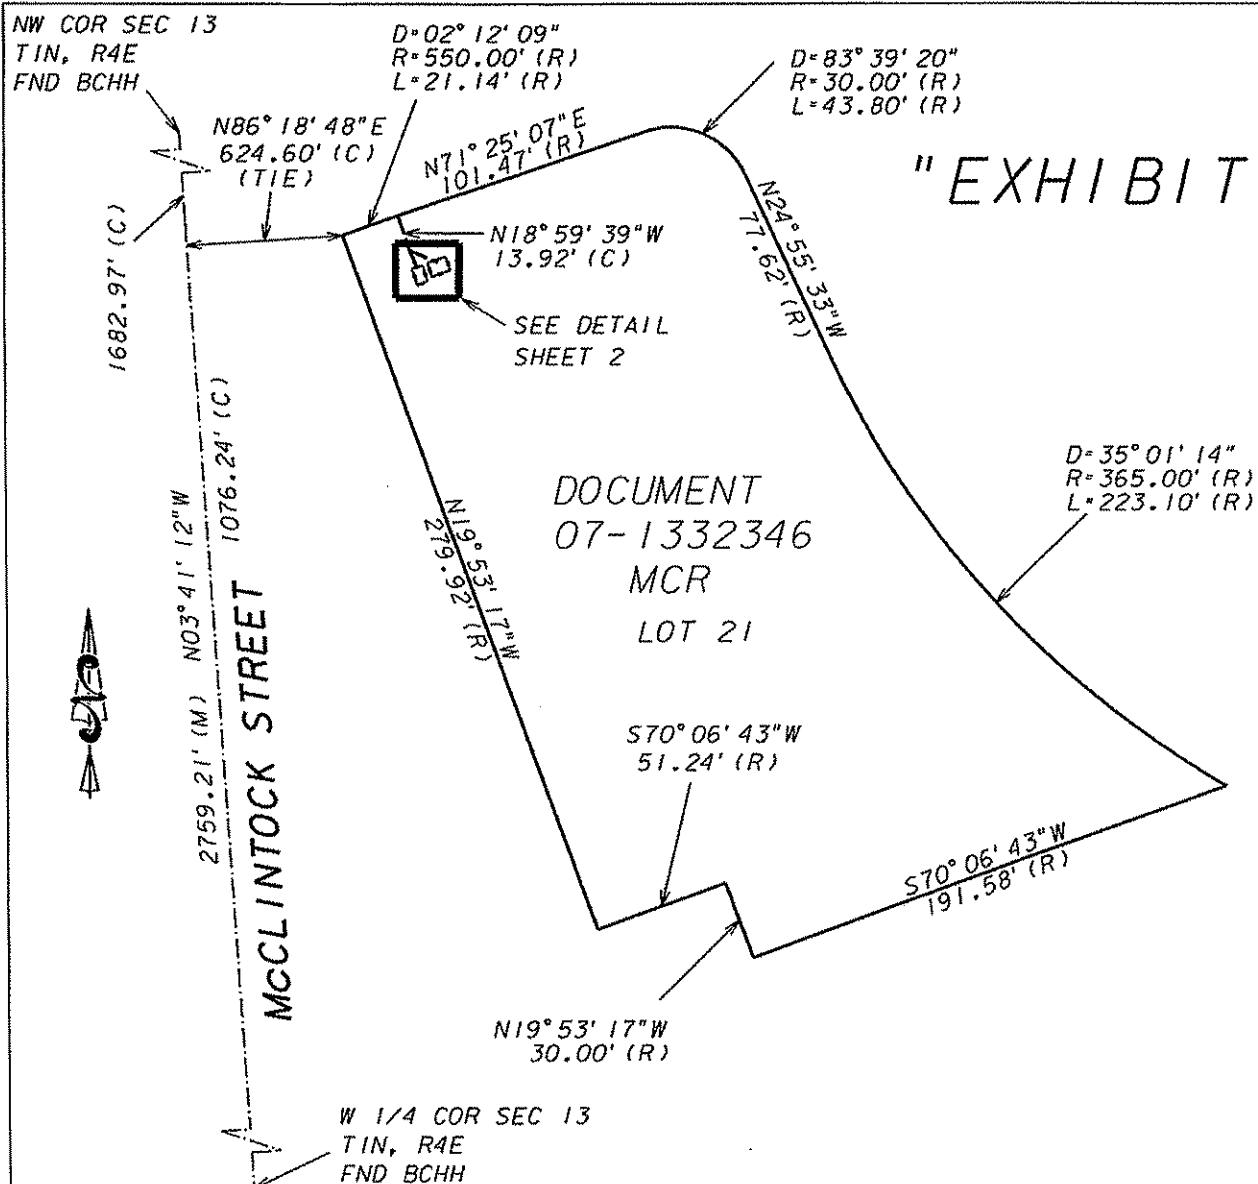 NW COR SEC 13
T1N, R4E
FND BCHH
D=02°12'09"
R=550.00' (R)
L=21.14' (R)
D=83°39'20"
R=30.00' (R)
L=43.80' (R)
N86°18'48"E
624.60' (C)
(TIE)
N71°25'07"E
101.47' (R)
"EXHIBIT
N18°59'39"W
13.92' (C)
N24°55'33"W
77.62' (R)
1682.97' (C)
SEE DETAIL
SHEET 2
1076.24' (C)
2759.21' (M) N03°41'12"W
McCLINTOCK STREET
N19°53'17"W
279.92' (R)
DOCUMENT
07-1332346
MCR
LOT 21
D=35°01'14"
R=365.00' (R)
L=223.10' (R)
N
S70°06'43"W
51.24' (R)
S70°06'43"W
191.58' (R)
N19°53'17"W
30.00' (R)
W 1/4 COR SEC 13
T1N, R4E
FND BCHH